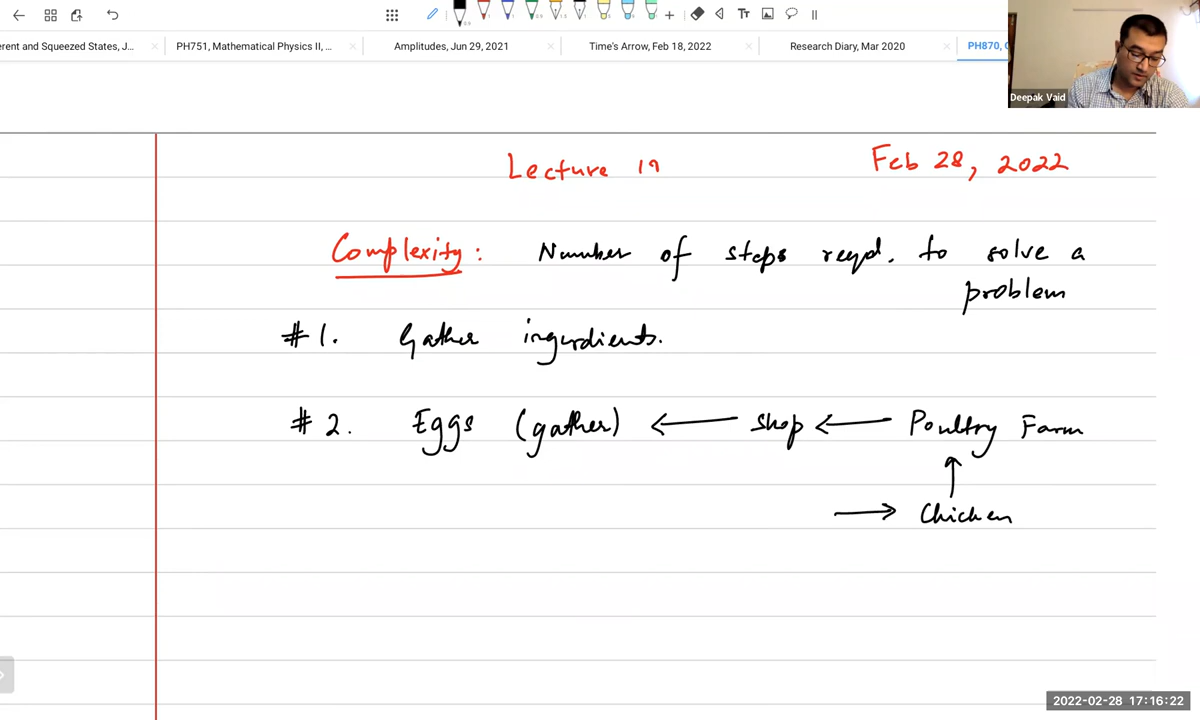 rent and Squeezed States, J...
PH751, Mathematical Physics II, ...
Amplitudes, Jun 29, 2021
Time's Arrow, Feb 18, 2022
Research Diary, Mar 2020
PH870,
Deepak Vaid
Lecture 19
Feb 28, 2022
Complexity: Number of steps reqd. to solve a
problem
#1. Gather ingredients.
#2. Eggs (gather) ← Shop ← Poultry Farm
↑
→ Chicken
2022-02-28 17:16:22